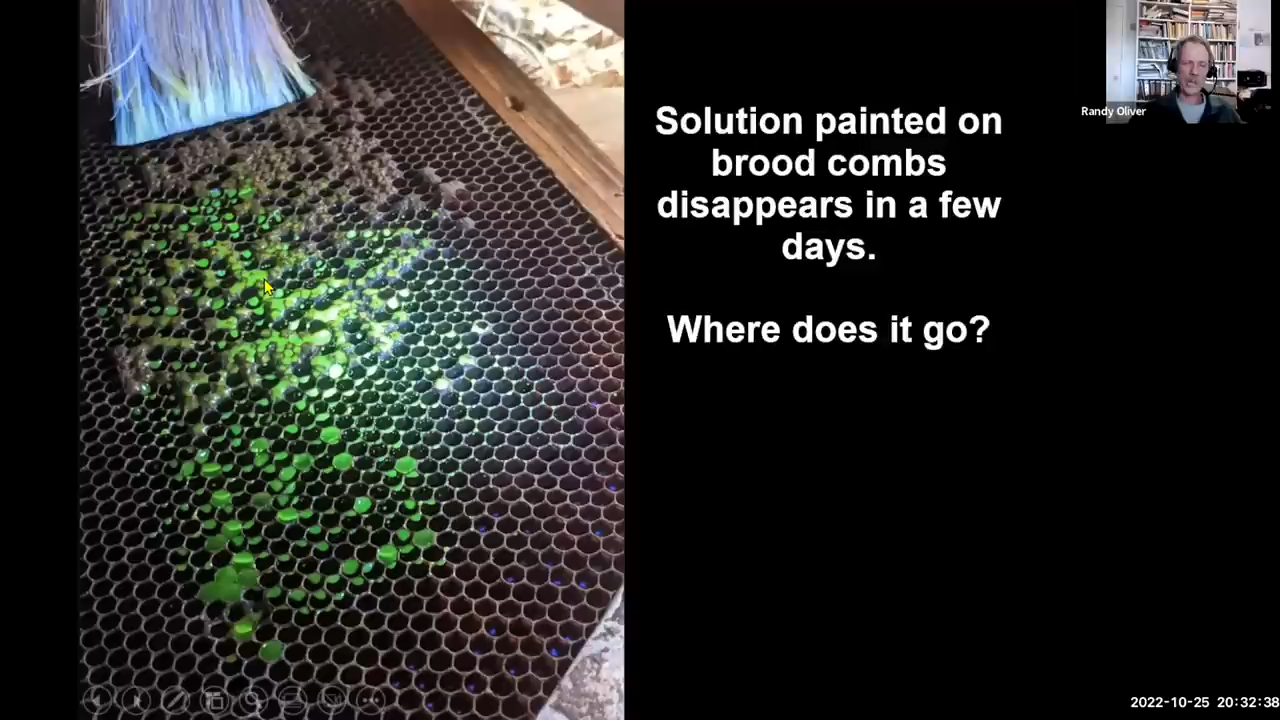 Solution painted on
brood combs
disappears in a few
days.
Where does it go?
Randy Oliver
2022-10-25 20:32:38